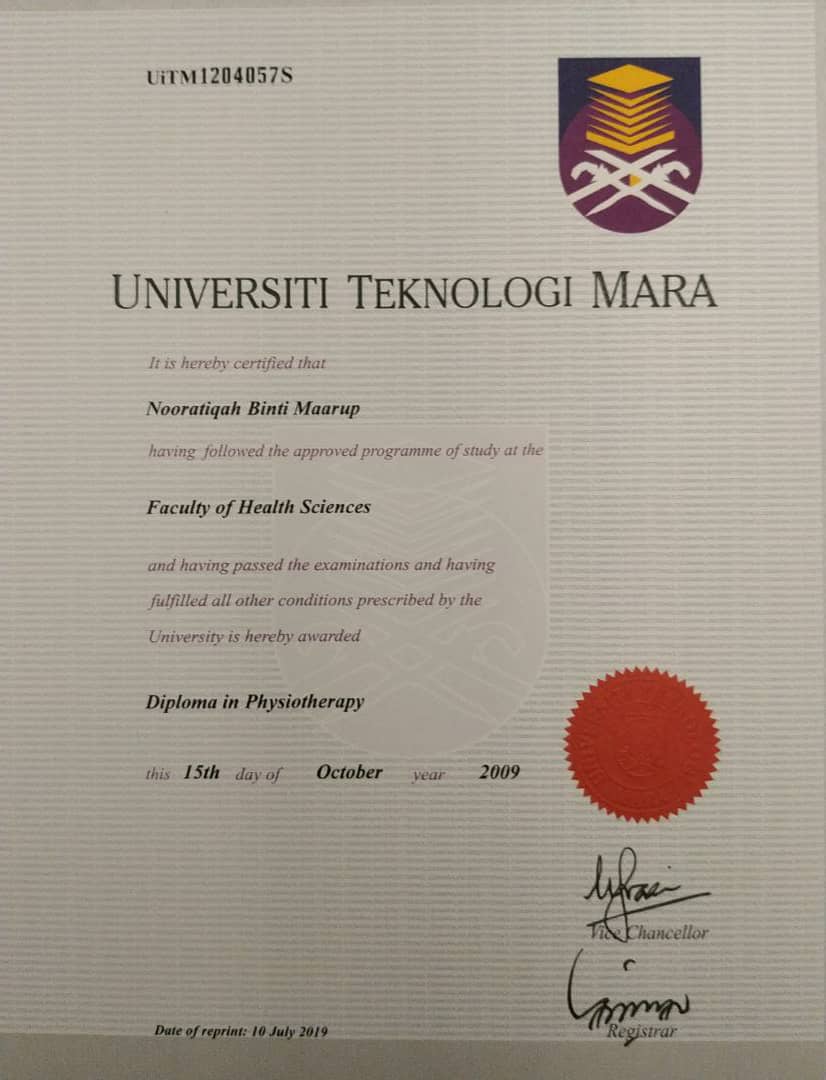 UiTM1204057S
UNIVERSITI TEKNOLOGI MARA
It is hereby certified that
Nooratiqah Binti Maarup
having followed the approved programme of study at the
Faculty of Health Sciences
and having passed the examinations and having
fulfilled all other conditions prescribed by the
University is hereby awarded
Diploma in Physiotherapy
this 15th day of October year 2009
Vice Chancellor
Registrar
Date of reprint: 10 July 2019